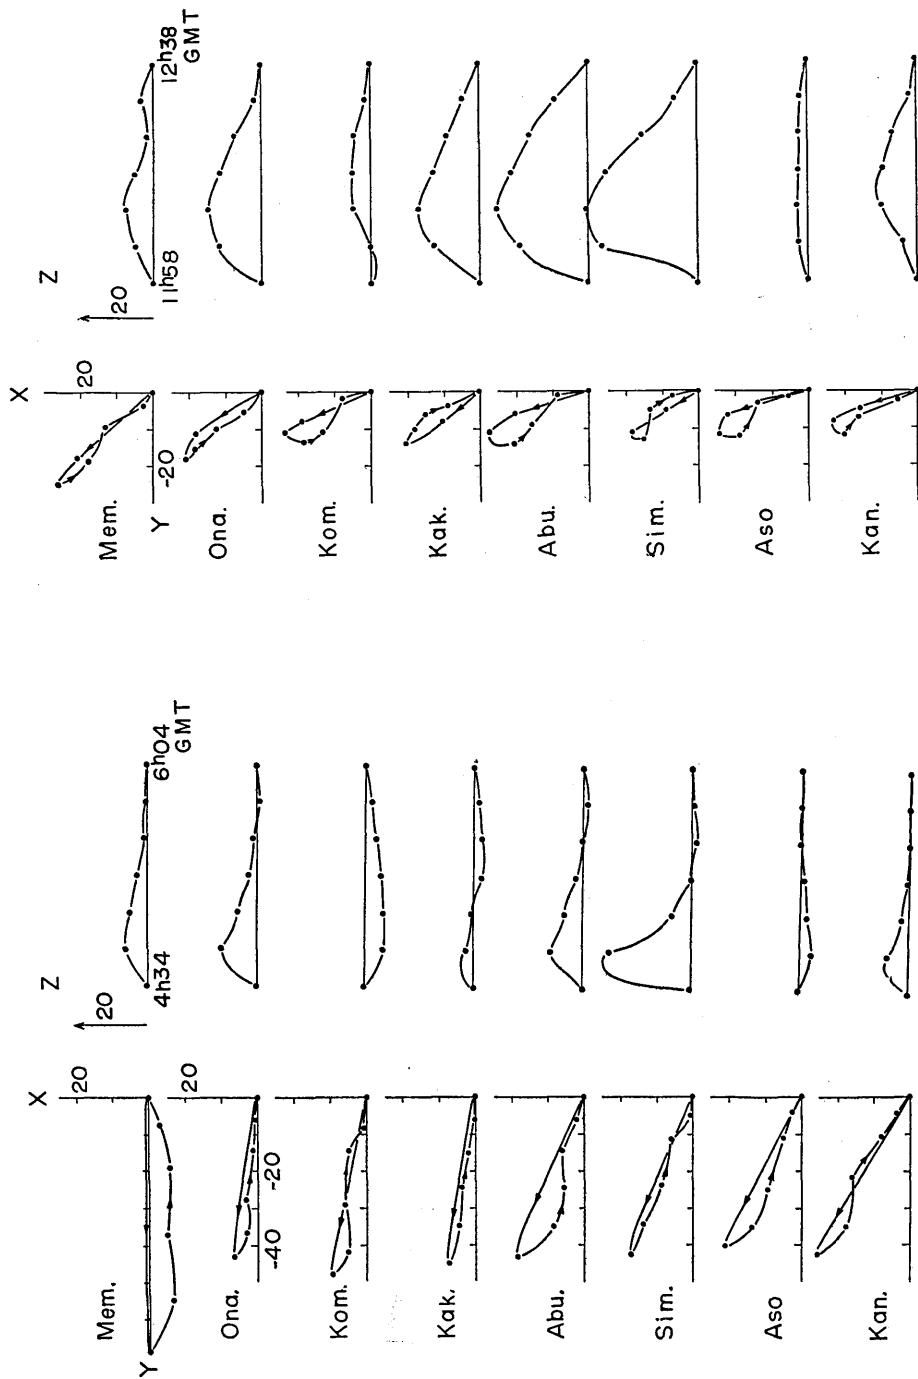 X
Z
20
20
11h58
12h38
GMT
Mem.
Y
-20
Ona.
Kom.
Kak.
Abu.
Sim.
Aso
Kan.
X
Z
20
20
4h34
6h04
GMT
Mem.
Y
20
Ona.
-20
-40
Kom.
Kak.
Abu.
Sim.
Aso
Kan.